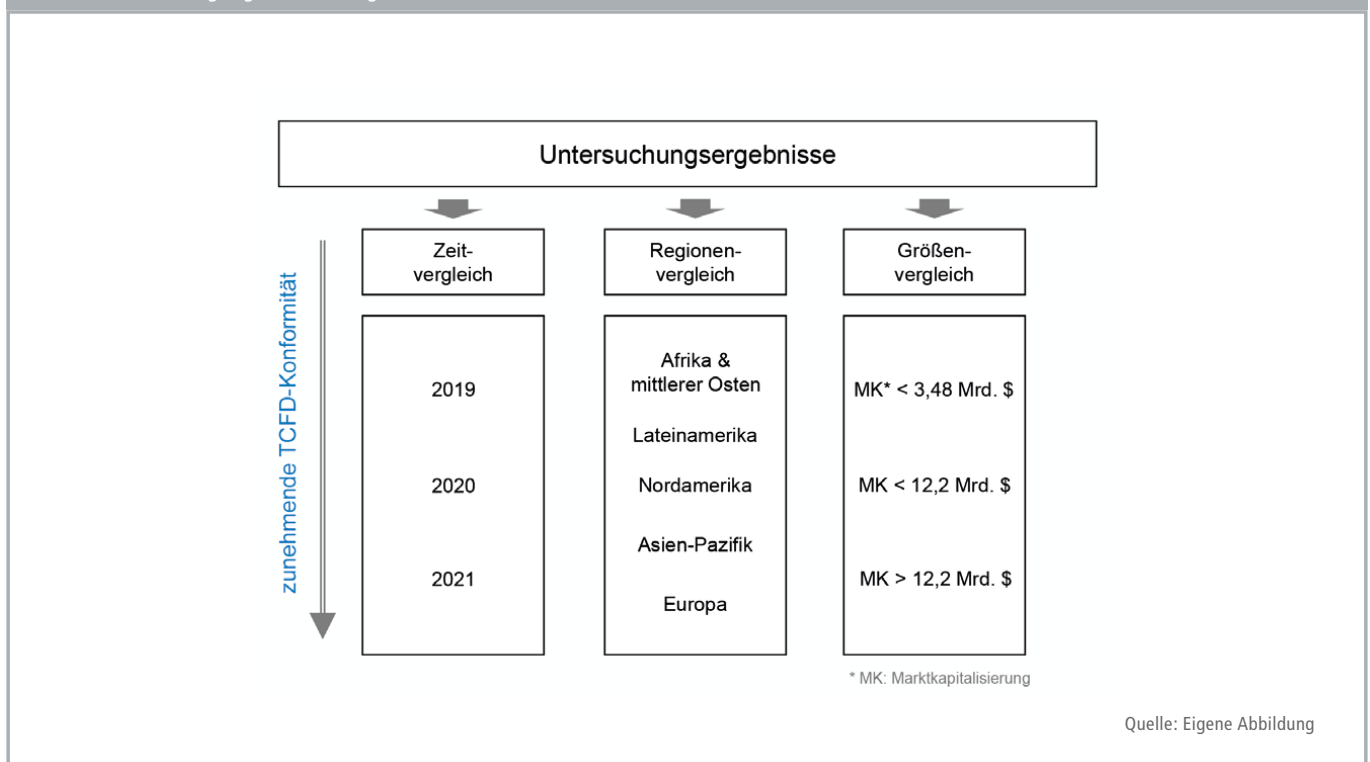 Untersuchungsergebnisse
zunehmende TCFD-Konformität
Zeit-
vergleich
2019
2020
2021
Regionen-
vergleich
Afrika &
mittlerer Osten
Lateinamerika
Nordamerika
Asien-Pazifik
Europa
Größen-
vergleich
MK* < 3,48 Mrd. $
MK < 12,2 Mrd. $
MK > 12,2 Mrd. $
* MK: Marktkapitalisierung
Quelle: Eigene Abbildung